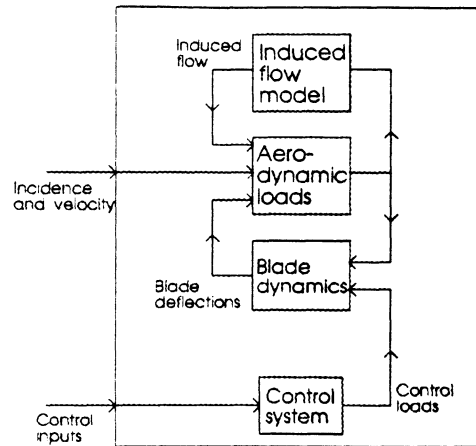 Induced
flow
Induced
flow
model
Aero-
dynamic
loads
Incidence
and velocity
Blade
deflections
Blade
dynamics
Control
inputs
Control
system
Control
loads